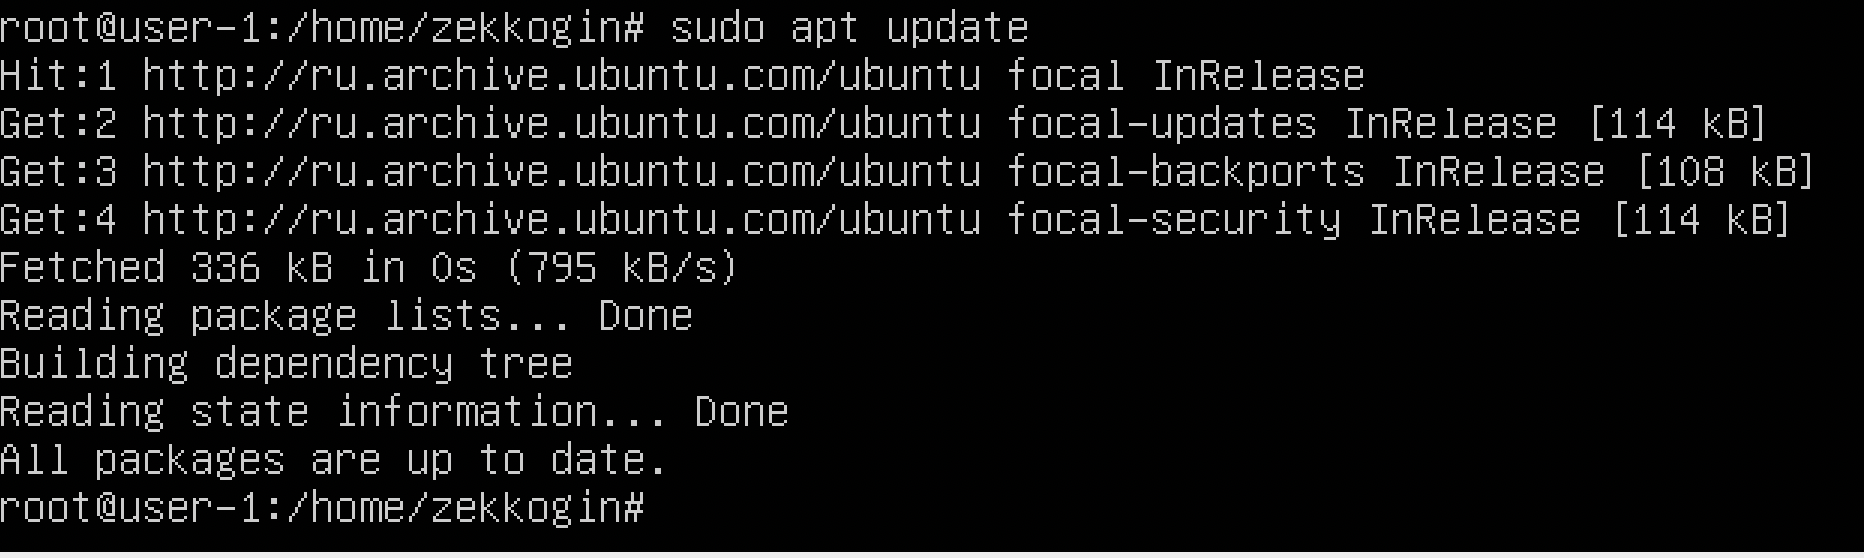 root@user-1:/home/zekkogin# sudo apt update
Hit:1 http://ru.archive.ubuntu.com/ubuntu focal InRelease
Get:2 http://ru.archive.ubuntu.com/ubuntu focal-updates InRelease [114 kB]
Get:3 http://ru.archive.ubuntu.com/ubuntu focal-backports InRelease [108 kB]
Get:4 http://ru.archive.ubuntu.com/ubuntu focal-security InRelease [114 kB]
Fetched 336 kB in 0s (795 kB/s)
Reading package lists... Done
Building dependency tree
Reading state information... Done
All packages are up to date.
root@user-1:/home/zekkogin#